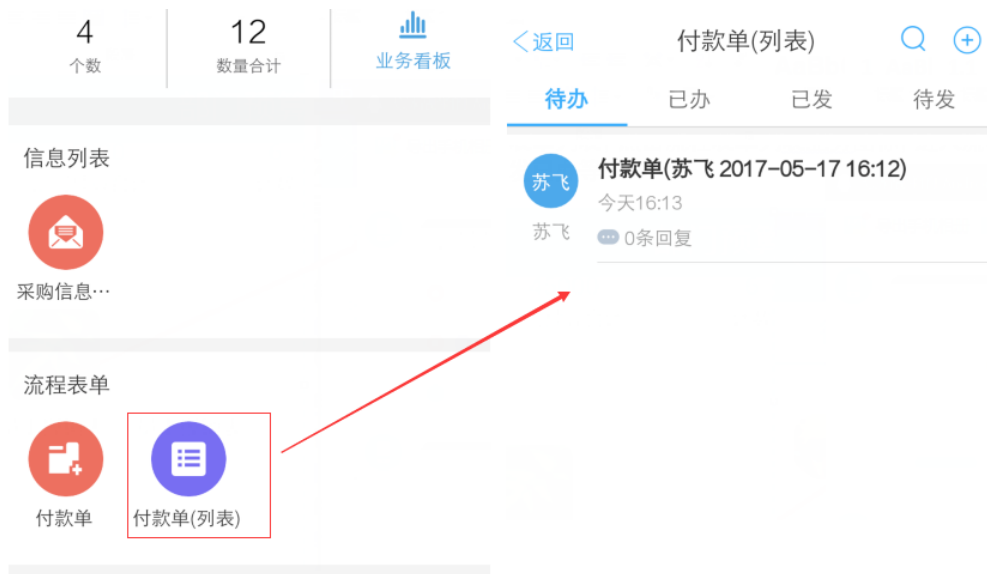 4
个数
12
数量合计
业务看板
信息列表
采购信息…
流程表单
付款单
付款单(列表)
返回
付款单(列表)
待办
已办
已发
待发
苏飞
付款单(苏飞 2017-05-17 16:12)
今天16:13
苏飞
0条回复